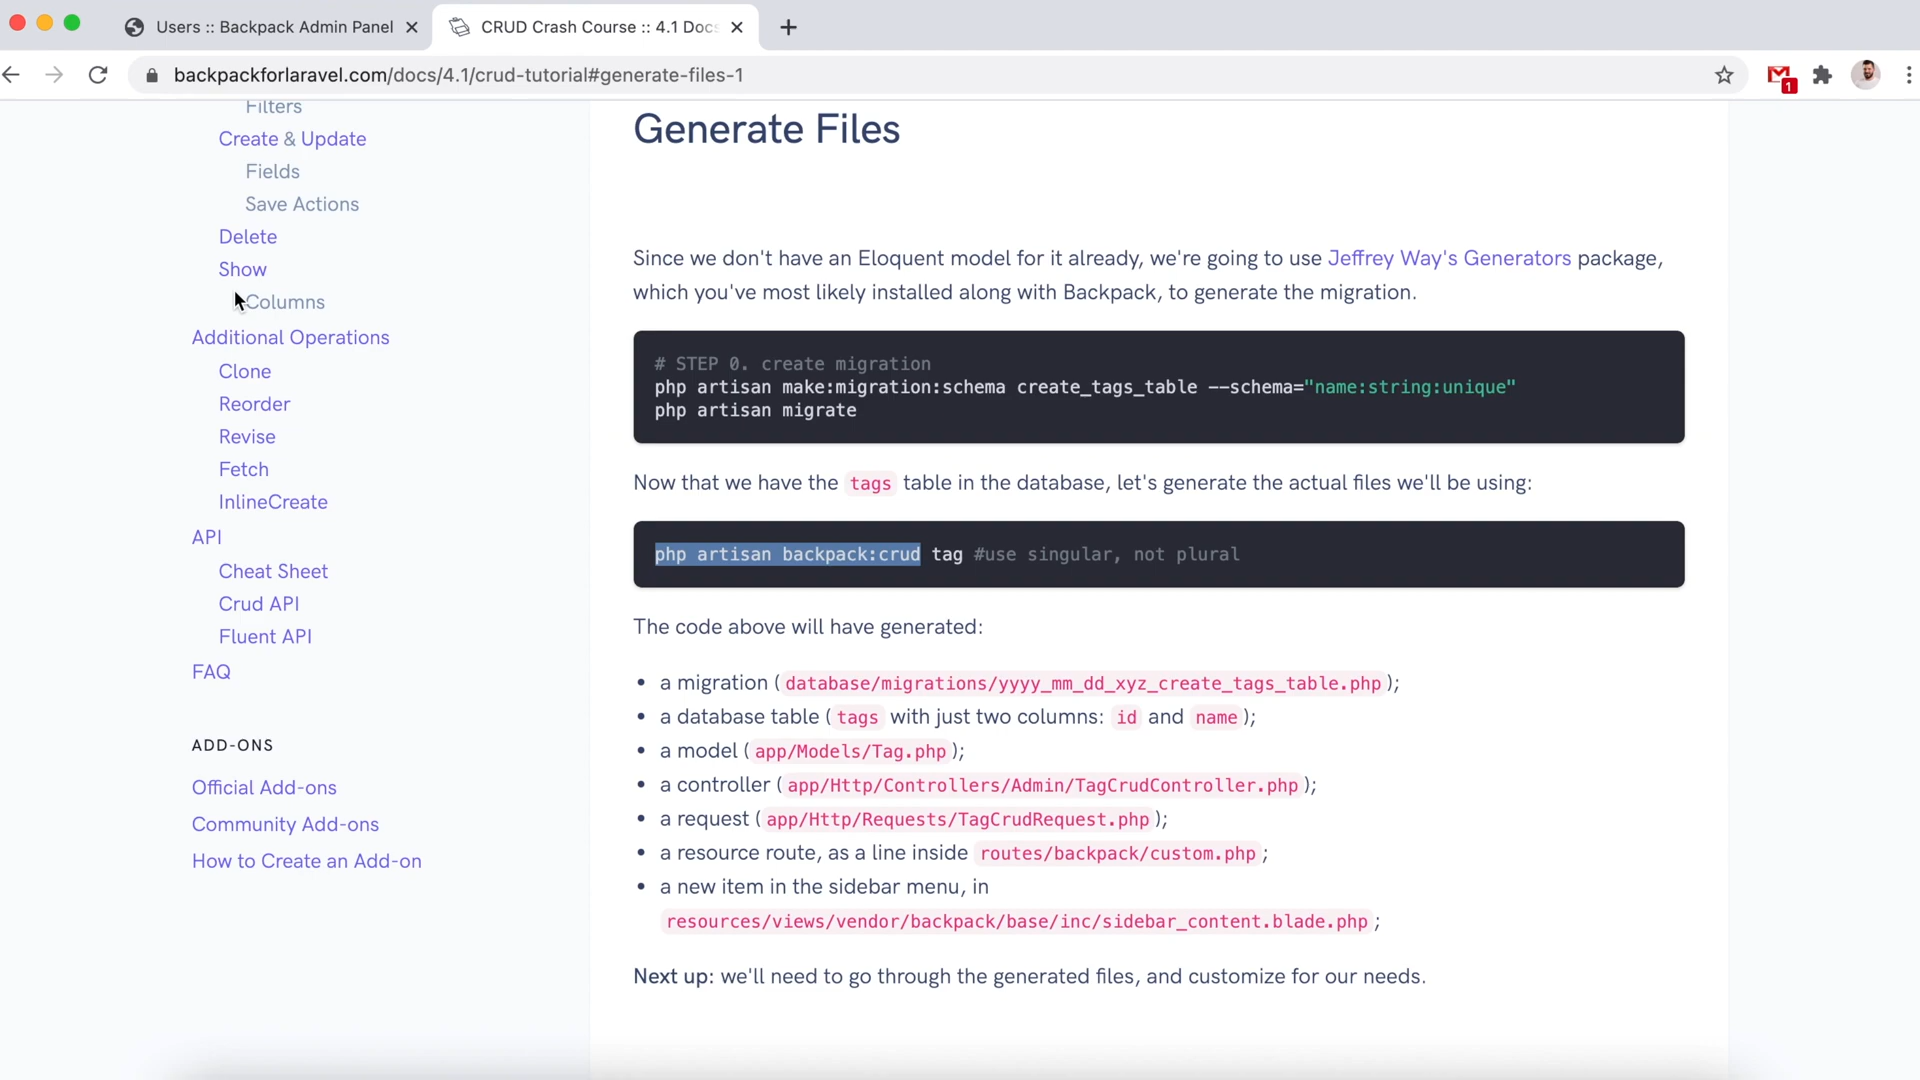 Users :: Backpack Admin Panel
CRUD Crash Course :: 4.1 Docs
backpackforlaravel.com/docs/4.1/crud-tutorial#generate-files-1
1
Filters
Create & Update
Fields
Save Actions
Delete
Show
Columns
Additional Operations
Clone
Reorder
Revise
Fetch
InlineCreate
API
Cheat Sheet
Crud API
Fluent API
FAQ
ADD-ONS
Official Add-ons
Community Add-ons
How to Create an Add-on
Generate Files
Since we don't have an Eloquent model for it already, we're going to use Jeffrey Way's Generators package,
which you've most likely installed along with Backpack, to generate the migration.
# STEP 0. create migration
php artisan make:migration:schema create_tags_table --schema="name:string:unique"
php artisan migrate
Now that we have the tags table in the database, let's generate the actual files we'll be using:
php artisan backpack:crud tag #use singular, not plural
The code above will have generated:
• a migration ( database/migrations/yyyy_mm_dd_xyz_create_tags_table.php );
• a database table ( tags with just two columns: id and name );
• a model ( app/Models/Tag.php );
• a controller ( app/Http/Controllers/Admin/TagCrudController.php );
• a request ( app/Http/Requests/TagCrudRequest.php );
• a resource route, as a line inside routes/backpack/custom.php ;
• a new item in the sidebar menu, in
resources/views/vendor/backpack/base/inc/sidebar_content.blade.php ;
Next up: we'll need to go through the generated files, and customize for our needs.